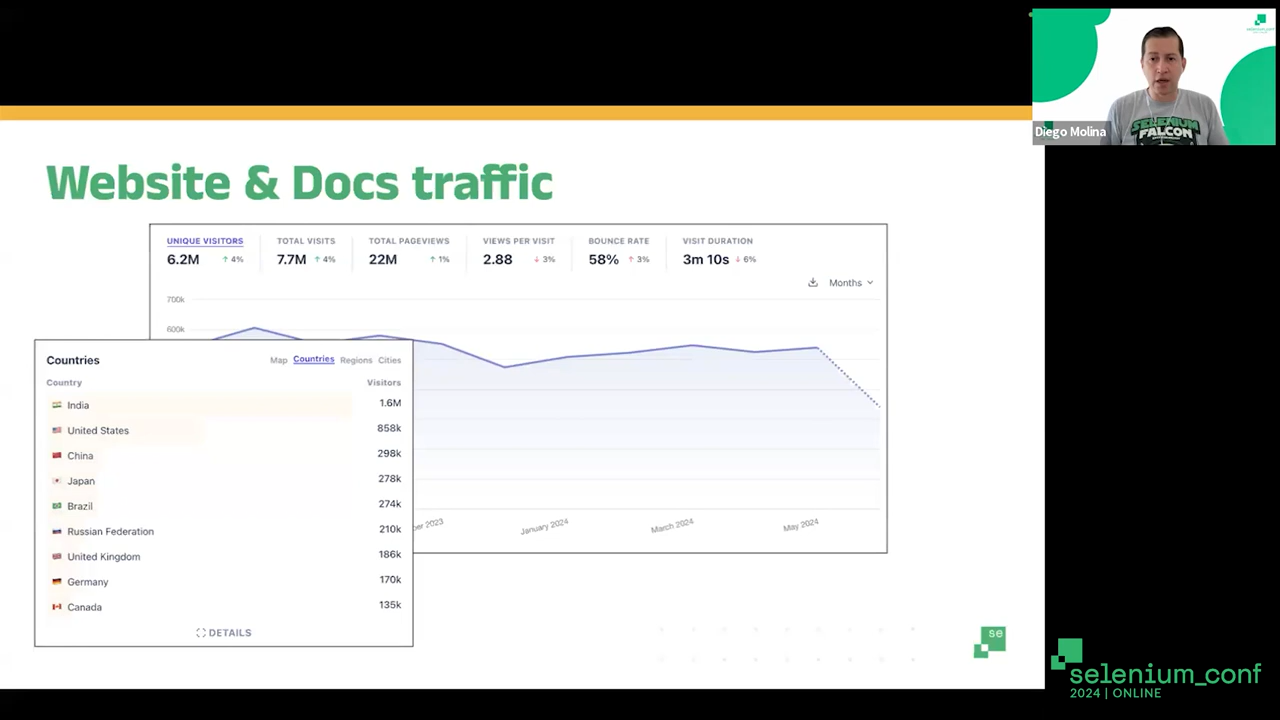 Website & Docs traffic
UNIQUE VISITORS TOTAL VISITS TOTAL PAGEVIEWS VIEWS PER VISIT BOUNCE RATE VISIT DURATION
6.2M ↑ 4% 7.7M ↑ 4% 22M ↑ 1% 2.88 ↓ 3% 58% ↑ 3% 3m 10s ↓ 6%
Months
700k
600k
Countries Map Countries Regions Cities
Country Visitors
India 1.6M
United States 858k
China 298k
Japan 278k
Brazil 274k
Russian Federation 210k
United Kingdom 186k
Germany 170k
Canada 135k
DETAILS
2023 January 2024 March 2024 May 2024
se
SELENIUM
FALCON
Diego Molina
selenium_conf
2024 | ONLINE